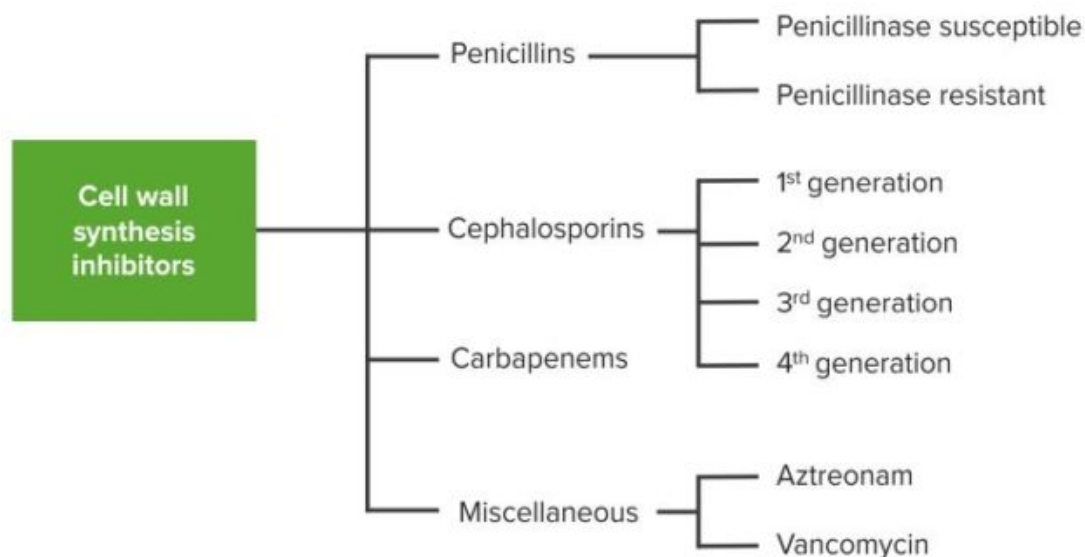 Cell wall
synthesis
inhibitors
Penicillins
Penicillinase susceptible
Penicillinase resistant
Cephalosporins
1st generation
2nd generation
3rd generation
4th generation
Carbapenems
Miscellaneous
Aztreonam
Vancomycin